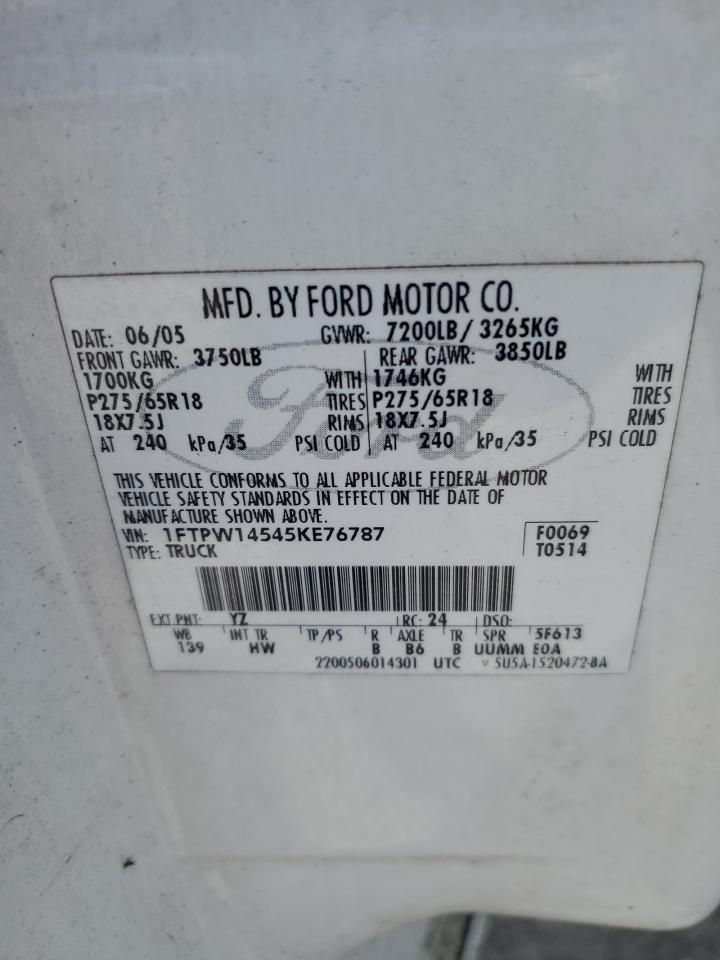 MFD. BY FORD MOTOR CO.
DATE: 06/05 GVWR: 7200LB/ 3265KG
FRONT GAWR: 3750LB REAR GAWR: 3850LB
1700KG WITH 1746KG WITH
P275/65R18 TIRES P275/65R18 TIRES
18X7.5J RIMS 18X7.5J RIMS
AT 240 kPa/35 PSI COLD AT 240 kPa/35 PSI COLD
Ford
THIS VEHICLE CONFORMS TO ALL APPLICABLE FEDERAL MOTOR
VEHICLE SAFETY STANDARDS IN EFFECT ON THE DATE OF
MANUFACTURE SHOWN ABOVE.
VIN: 1FTPW14545KE76787 F0069
TYPE: TRUCK T0514
EXT PNT: YZ RC: 24 DSO:
WB INT TR TP/PS R AXLE TR SPR 5F613
139 HW B B6 B UUMM EOA
2200506014301 UTC 5U5A-1520472-BA